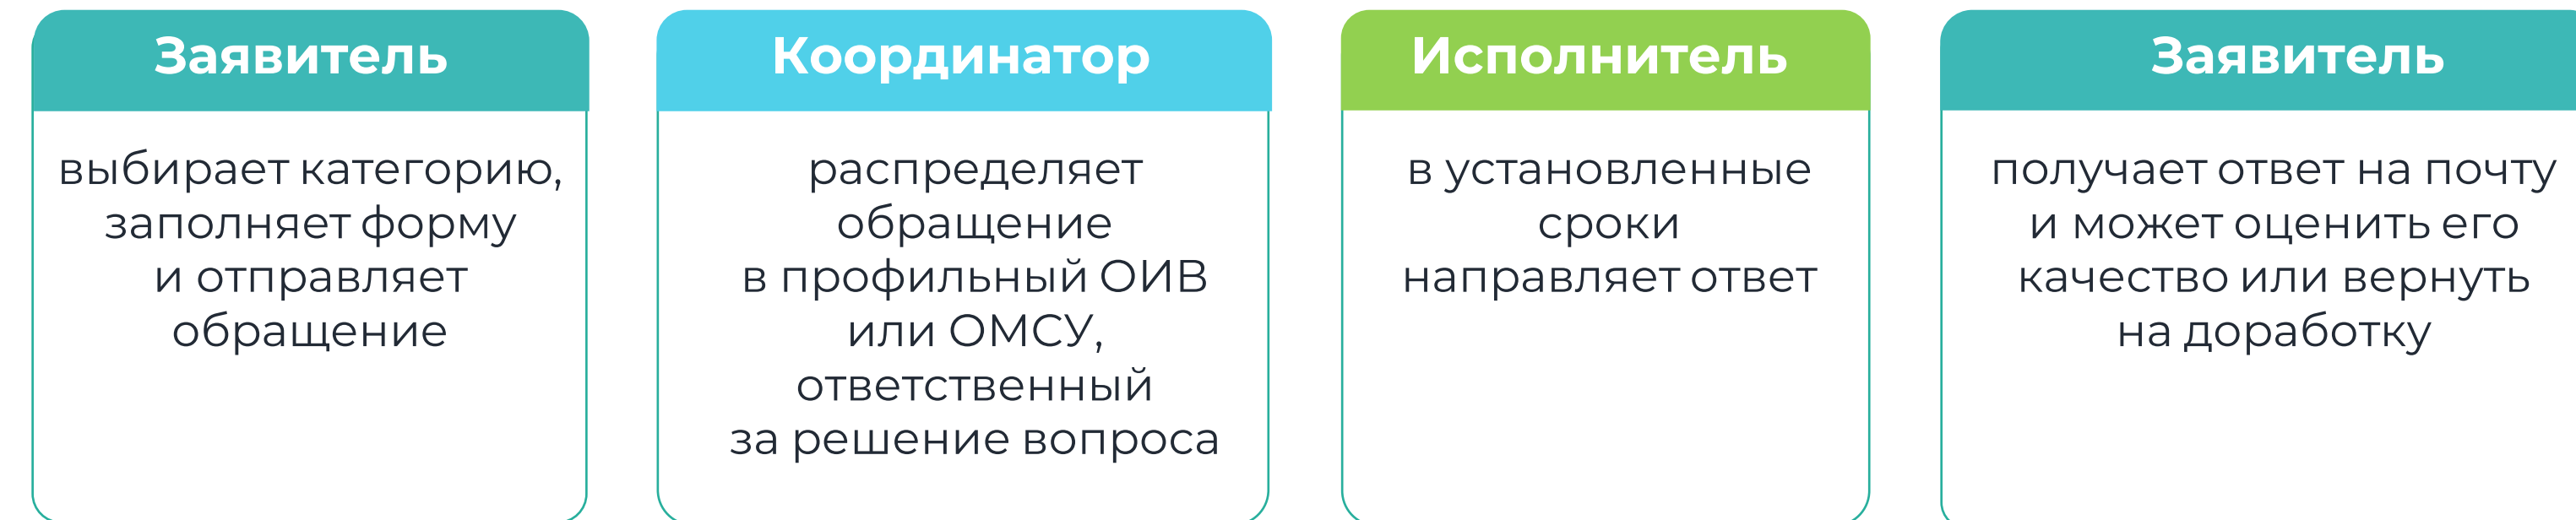 Заявитель
выбирает категорию,
заполняет форму
и отправляет
обращение
Координатор
распределяет
обращение
в профильный ОИВ
или ОМСУ,
ответственный
за решение вопроса
Исполнитель
в установленные
сроки
направляет ответ
Заявитель
получает ответ на почту
и может оценить его
качество или вернуть
на доработку